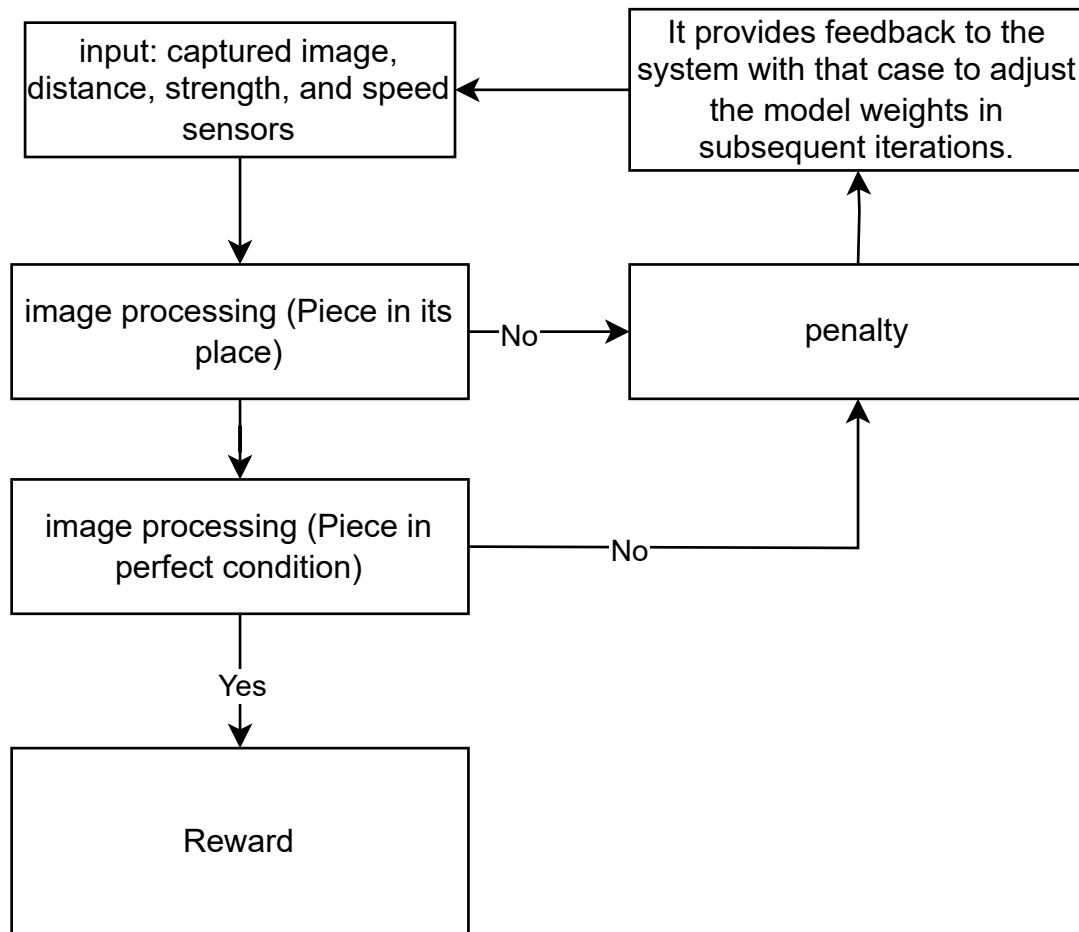 input: captured image,
distance, strength, and speed
sensors
It provides feedback to the
system with that case to adjust
the model weights in
subsequent iterations.
image processing (Piece in its
place)
No
penalty
image processing (Piece in
perfect condition)
No
Yes
Reward